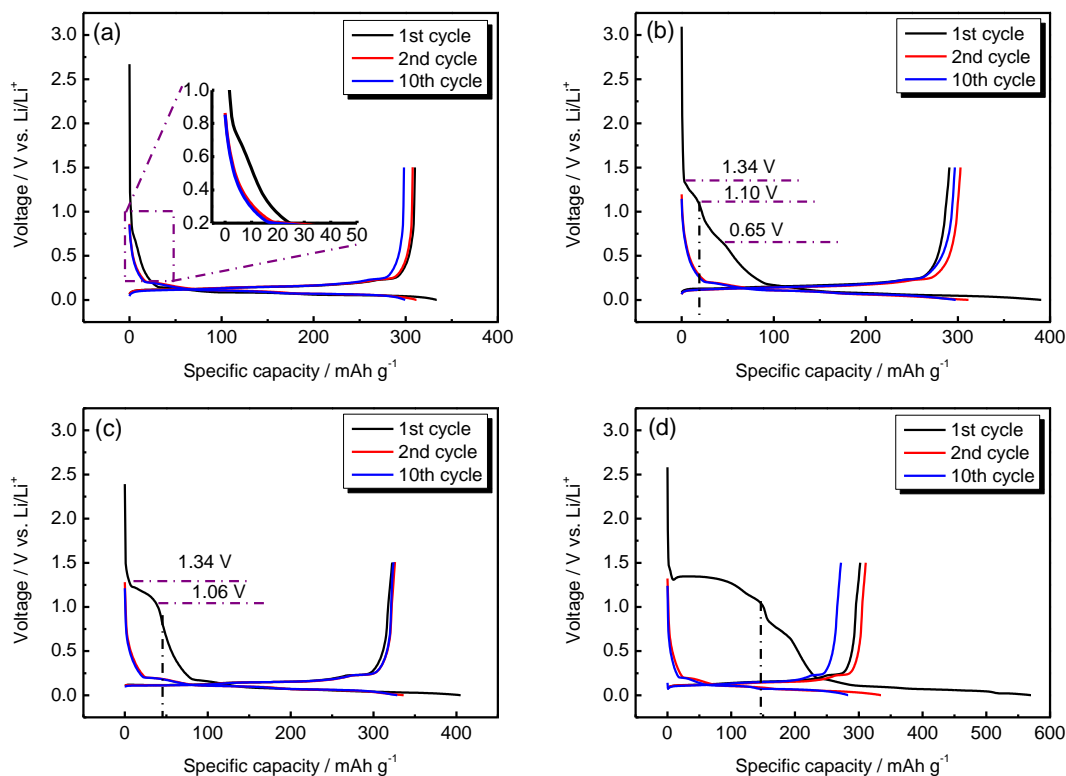 (a)
1st cycle
2nd cycle
10th cycle
Voltage / V vs. Li/Li⁺
3.0
2.5
2.0
1.5
1.0
0.5
0.0
1.0
0.8
0.6
0.4
0.2
0 10 20 30 40 50
0 100 200 300 400
Specific capacity / mAh g⁻¹
(b)
1st cycle
2nd cycle
10th cycle
Voltage / V vs. Li/Li⁺
3.0
2.5
2.0
1.5
1.0
0.5
0.0
1.34 V
1.10 V
0.65 V
0 100 200 300 400
Specific capacity / mAh g⁻¹
(c)
1st cycle
2nd cycle
10th cycle
Voltage / V vs. Li/Li⁺
3.0
2.5
2.0
1.5
1.0
0.5
0.0
1.34 V
1.06 V
0 100 200 300 400
Specific capacity / mAh g⁻¹
(d)
1st cycle
2nd cycle
10th cycle
Voltage / V vs. Li/Li⁺
3.0
2.5
2.0
1.5
1.0
0.5
0.0
0 100 200 300 400 500 600
Specific capacity / mAh g⁻¹